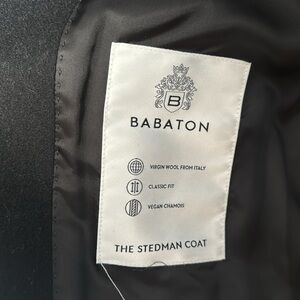 B
BABATON
VIRGIN WOOL FROM ITALY
CLASSIC FIT
VEGAN CHAMOIS
THE STEDMAN COAT